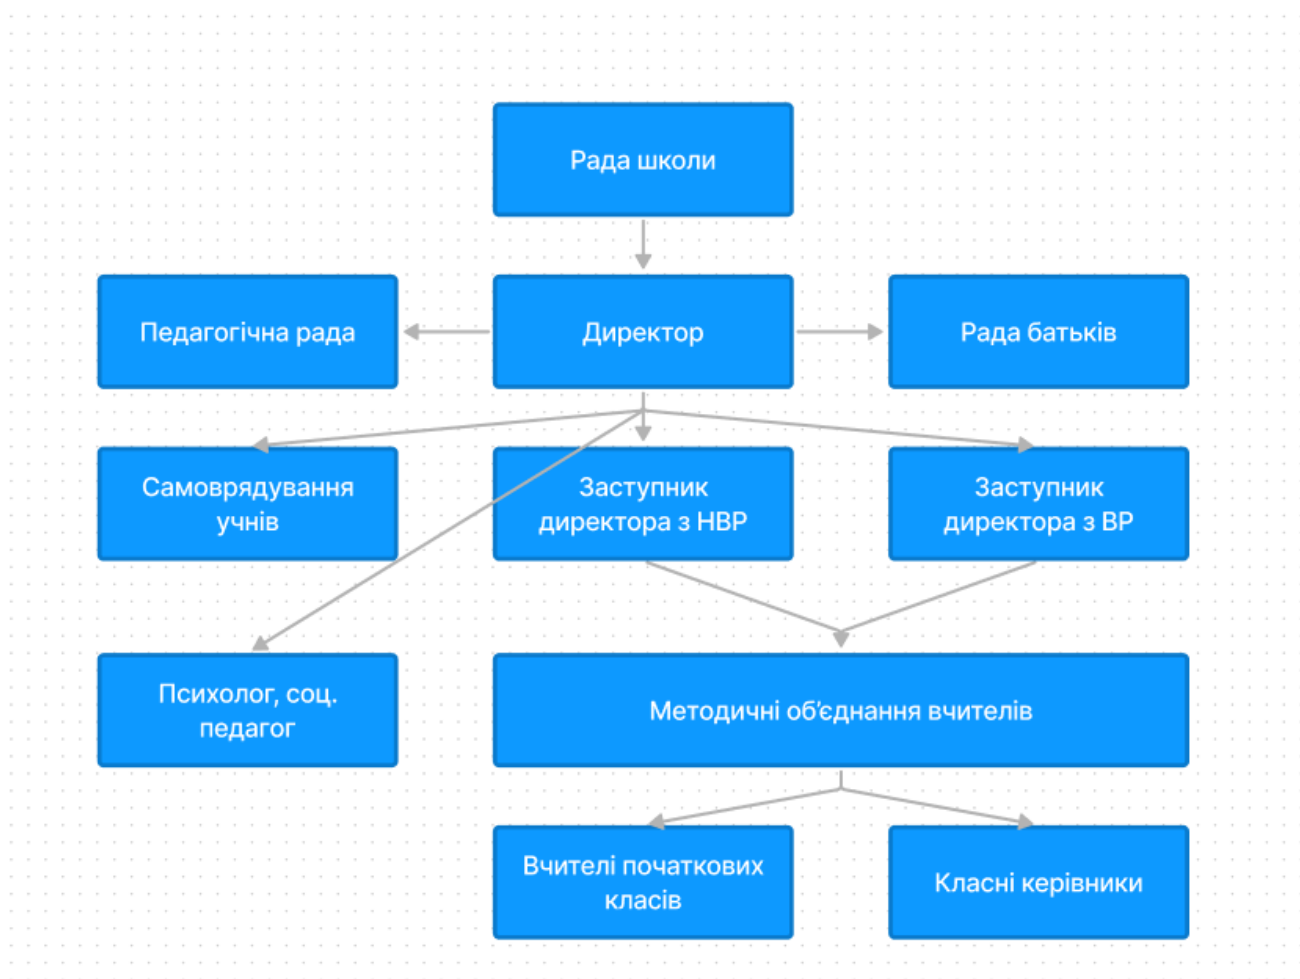 Рада школи
Педагогічна рада
Директор
Рада батьків
Самоврядування
учнів
Заступник
директора з НВР
Заступник
директора з ВР
Психолог, соц.
педагог
Методичні об’єднання вчителів
Вчителі початкових
класів
Класні керівники